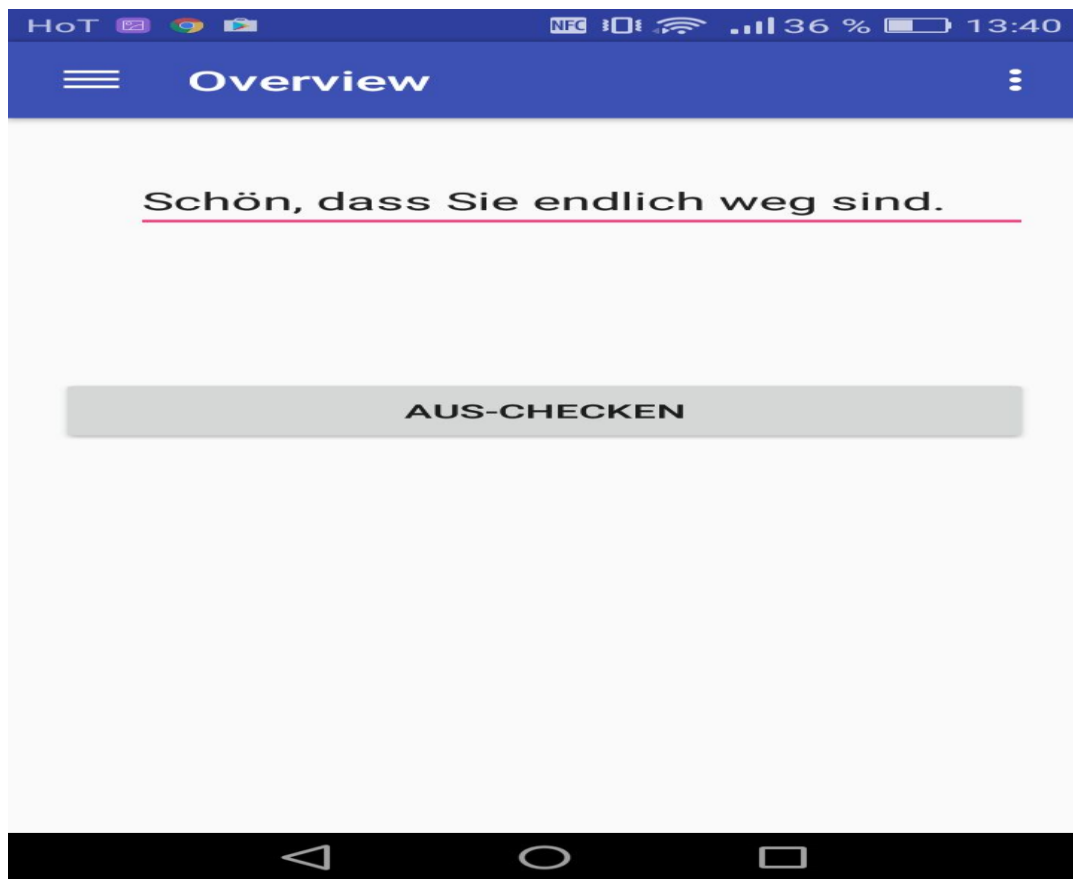 HoT NFC 36 % 13:40
Overview
Schön, dass Sie endlich weg sind.
AUS-CHECKEN